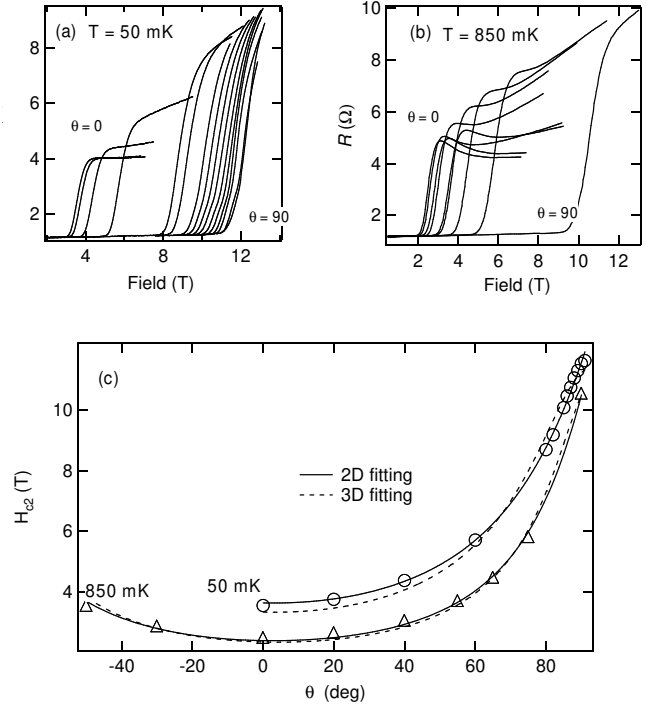 (a) T = 50 mK
8
6
4
2
θ = 0
θ = 90
4 8 12
Field (T)
(b) T = 850 mK
10
8
6
4
2
R (Ω)
θ = 0
θ = 90
2 4 6 8 10 12
Field (T)
(c)
10
8
6
4
H_c2 (T)
2D fitting
3D fitting
850 mK
50 mK
-40 -20 0 20 40 60 80
θ (deg)